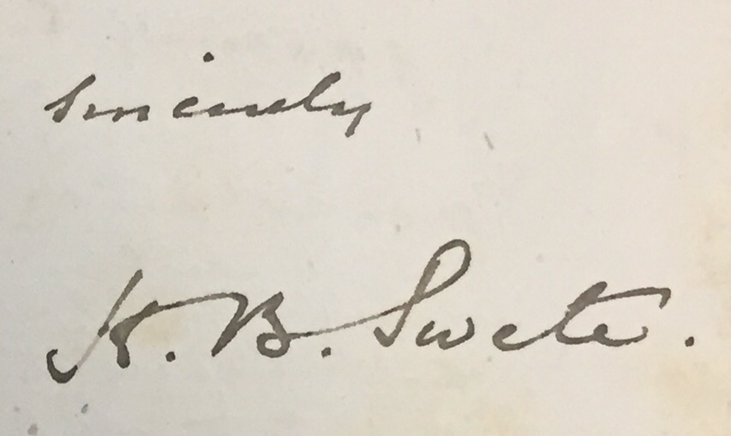 sincerely
H. B. Swete.